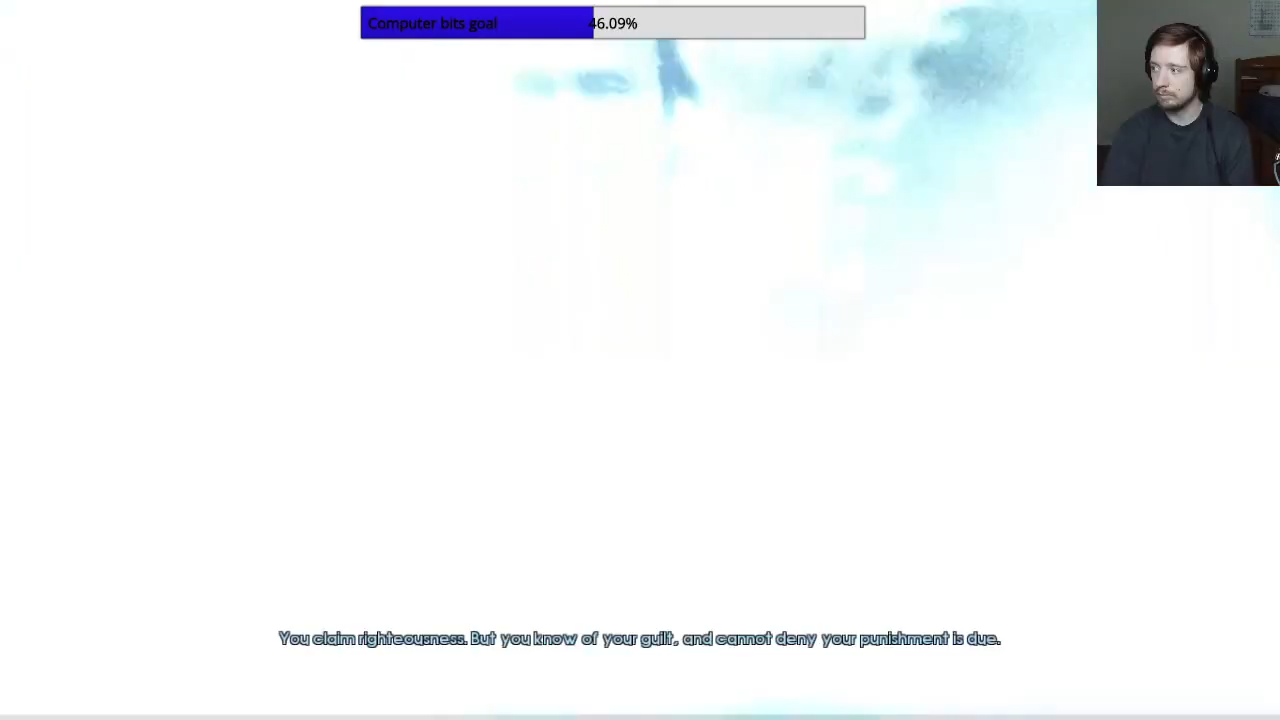 Computer bits goal 46.09%
You claim righteousness. But you know of your guilt, and cannot deny your punishment is due.